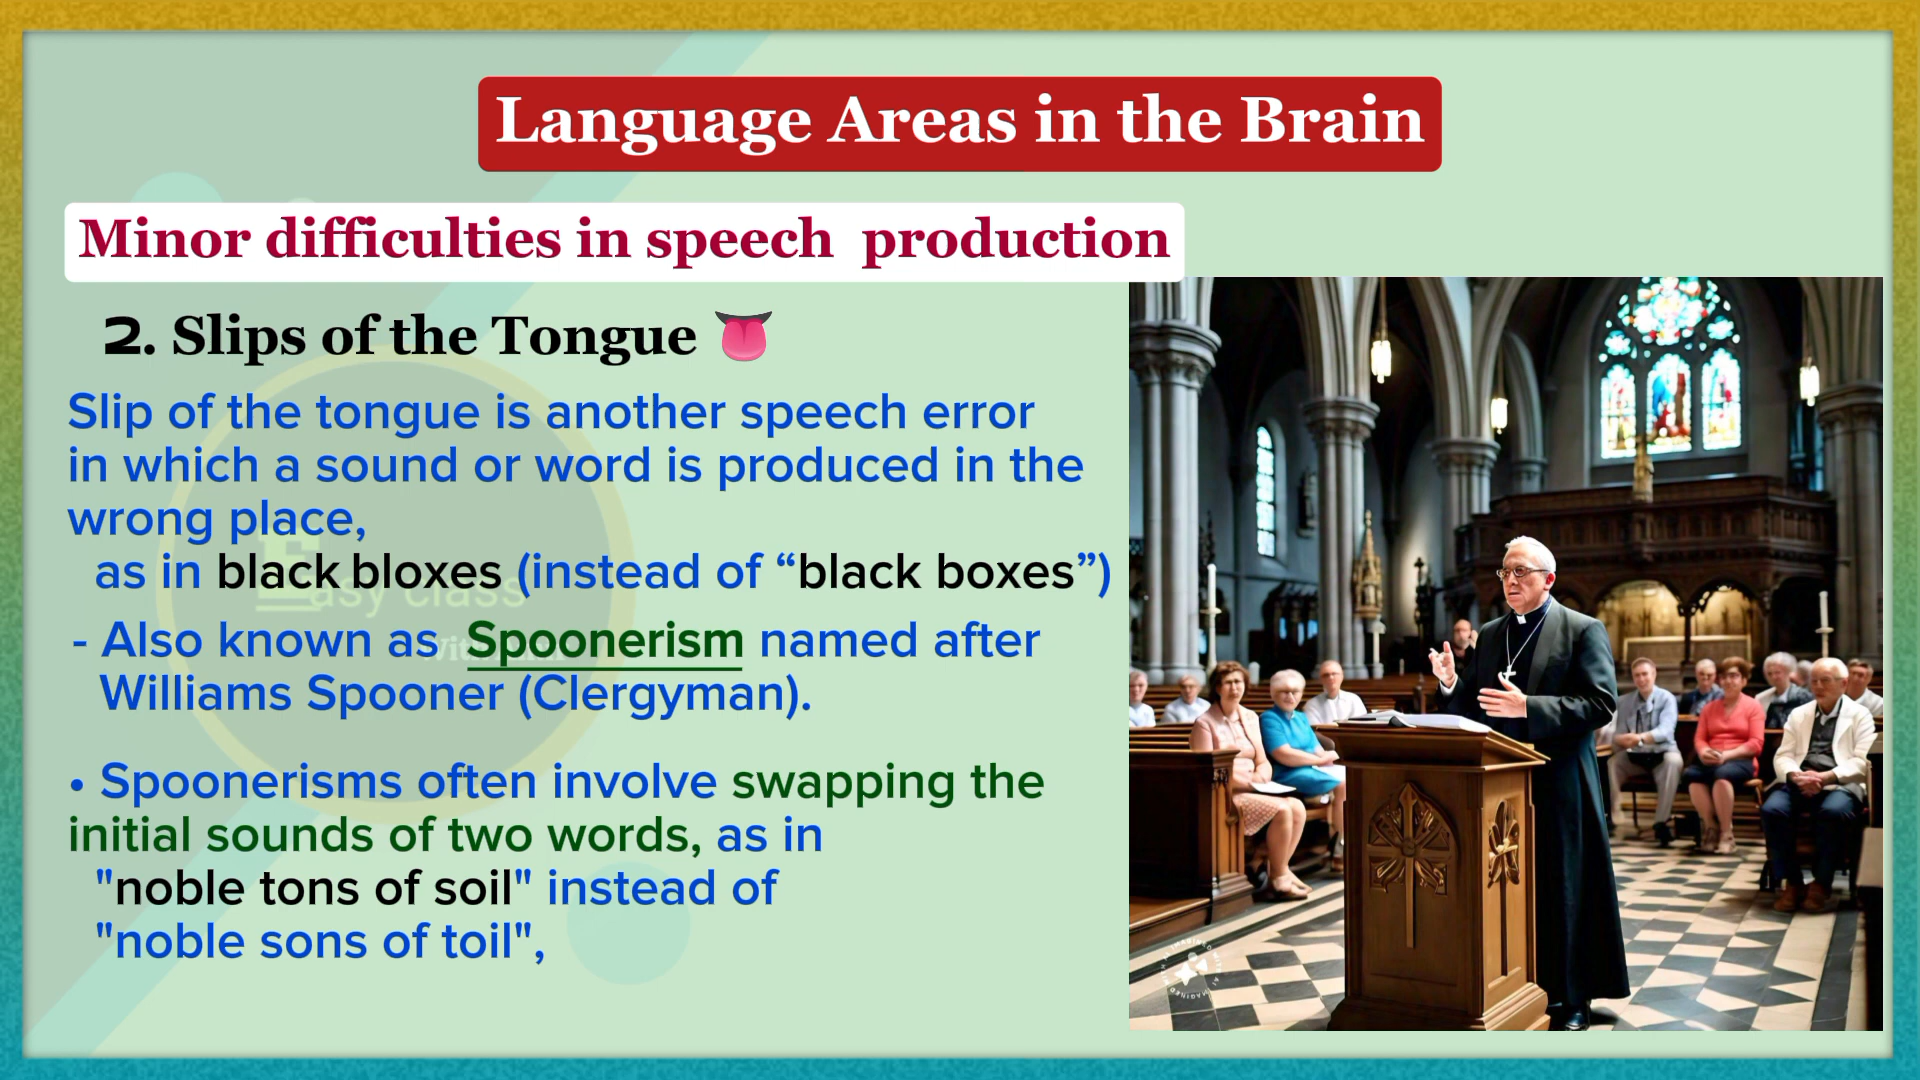 Language Areas in the Brain
Minor difficulties in speech production
2. Slips of the Tongue 👅
Slip of the tongue is another speech error
in which a sound or word is produced in the
wrong place,
as in black bloxes (instead of “black boxes”)
- Also known as Spoonerism named after
Williams Spooner (Clergyman).
• Spoonerisms often involve swapping the
initial sounds of two words, as in
"noble tons of soil" instead of
"noble sons of toil",
Easy class